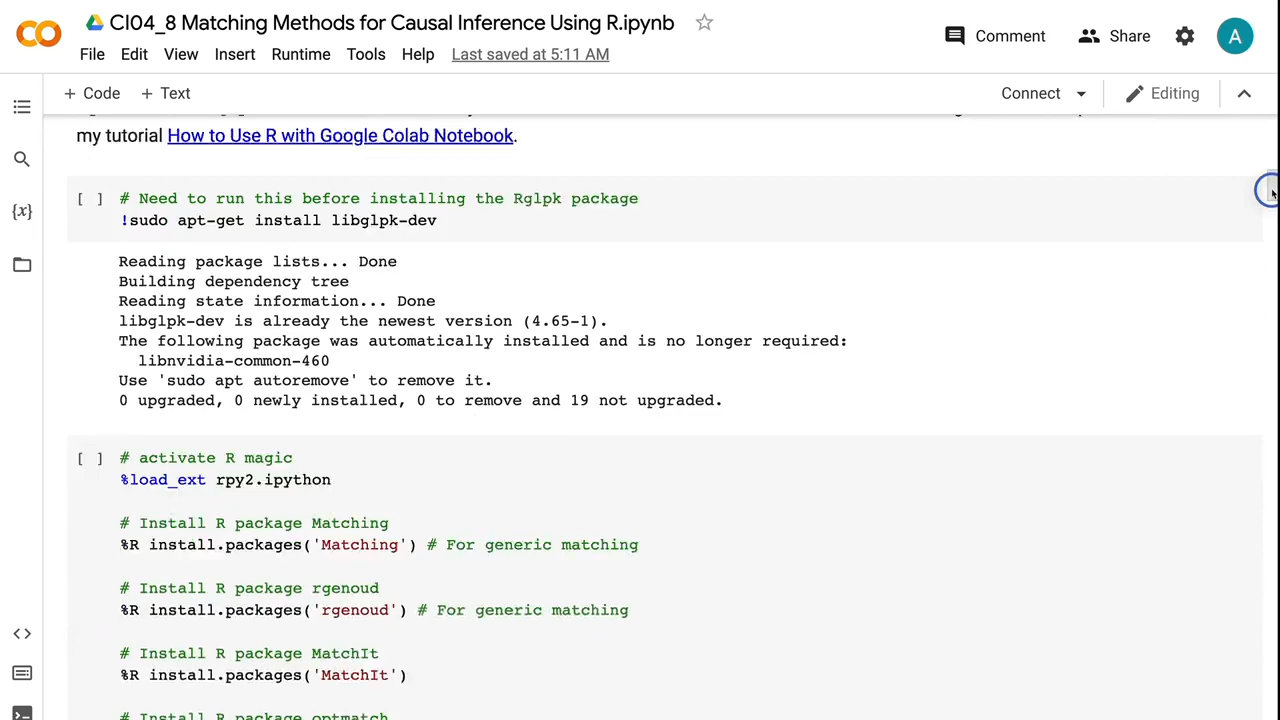 CI04_8 Matching Methods for Causal Inference Using R.ipynb
File Edit View Insert Runtime Tools Help Last saved at 5:11 AM
Comment Share A
+ Code + Text
Connect Editing
my tutorial How to Use R with Google Colab Notebook.
[ ] # Need to run this before installing the Rglpk package
!sudo apt-get install libglpk-dev
Reading package lists... Done
Building dependency tree
Reading state information... Done
libglpk-dev is already the newest version (4.65-1).
The following package was automatically installed and is no longer required:
libnvidia-common-460
Use 'sudo apt autoremove' to remove it.
0 upgraded, 0 newly installed, 0 to remove and 19 not upgraded.
[ ] # activate R magic
%load_ext rpy2.ipython
# Install R package Matching
%R install.packages('Matching') # For generic matching
# Install R package rgenoud
%R install.packages('rgenoud') # For generic matching
# Install R package MatchIt
%R install.packages('MatchIt')
# Install R package optmatch